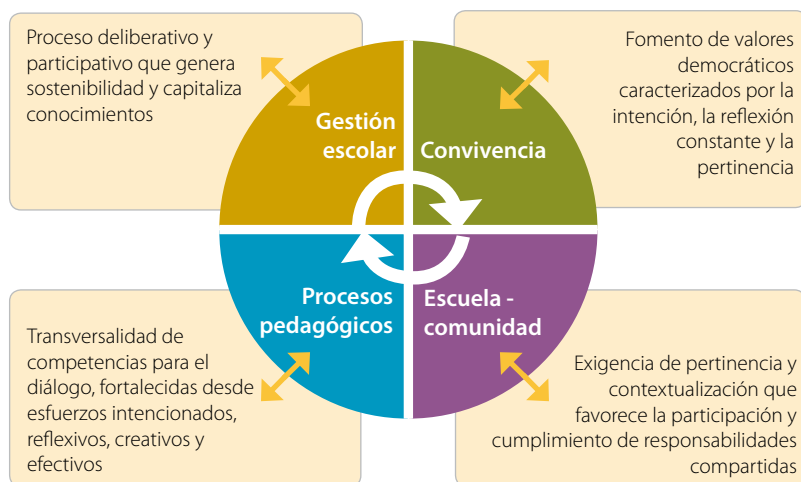 Proceso deliberativo y
participativo que genera
sostenibilidad y capitaliza
conocimientos
Fomento de valores
democráticos
caracterizados por la
intención, la reflexión
constante y la
pertinencia
Gestión
escolar
Convivencia
Procesos
pedagógicos
Escuela -
comunidad
Transversalidad de
competencias para el
diálogo, fortalecidas desde
esfuerzos intencionados,
reflexivos, creativos y
efectivos
Exigencia de pertinencia y
contextualización que
favorece la participación y
cumplimiento de responsabilidades
compartidas